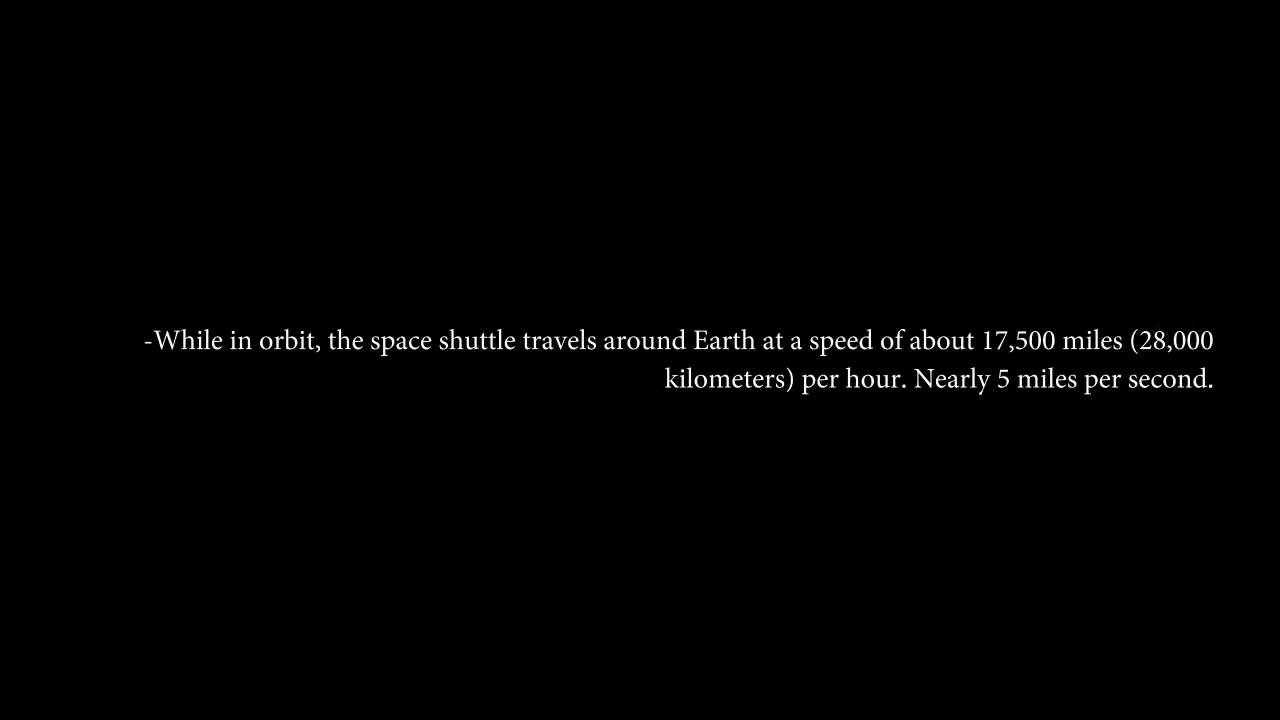 -While in orbit, the space shuttle travels around Earth at a speed of about 17,500 miles (28,000
kilometers) per hour. Nearly 5 miles per second.